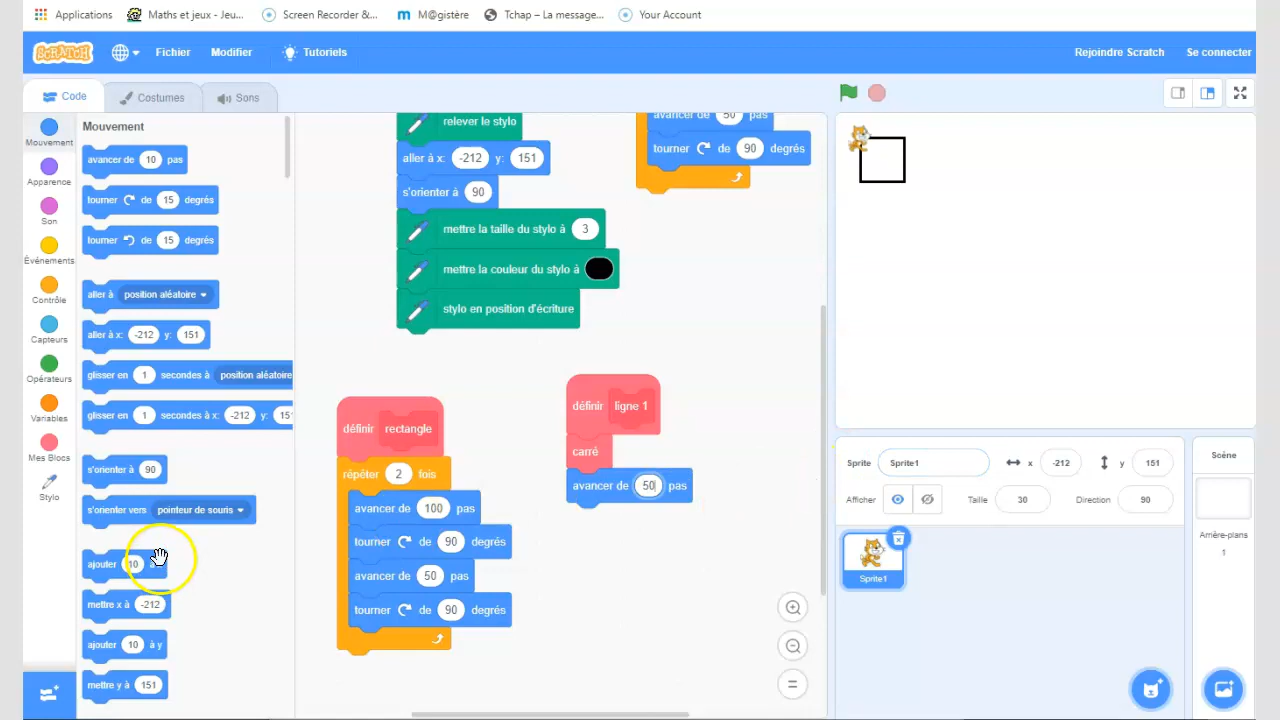 Applications Maths et jeux - Jeu... Screen Recorder &... M@gistère Tchap – La message... Your Account
SCRATCH Fichier Modifier Tutoriels Rejoindre Scratch Se connecter
Code Costumes Sons
Mouvement
Apparence
Son
Événements
Contrôle
Capteurs
Opérateurs
Variables
Mes Blocs
Stylo
Mouvement
avancer de 10 pas
tourner de 15 degrés
tourner de 15 degrés
aller à position aléatoire
aller à x: -212 y: 151
glisser en 1 secondes à position aléatoire
glisser en 1 secondes à x: -212 y: 151
s'orienter à 90
s'orienter vers pointeur de souris
ajouter 10
mettre x à -212
ajouter 10 à y
mettre y à 151
relever le stylo
aller à x: -212 y: 151
s'orienter à 90
mettre la taille du stylo à 3
mettre la couleur du stylo à
stylo en position d'écriture
avancer de 50 pas
tourner de 90 degrés
définir rectangle
répéter 2 fois
avancer de 100 pas
tourner de 90 degrés
avancer de 50 pas
tourner de 90 degrés
définir ligne 1
carré
avancer de 50 pas
Sprite Sprite1 x -212 y 151
Afficher Taille 30 Direction 90
Sprite1
Scène
Arrière-plans
1